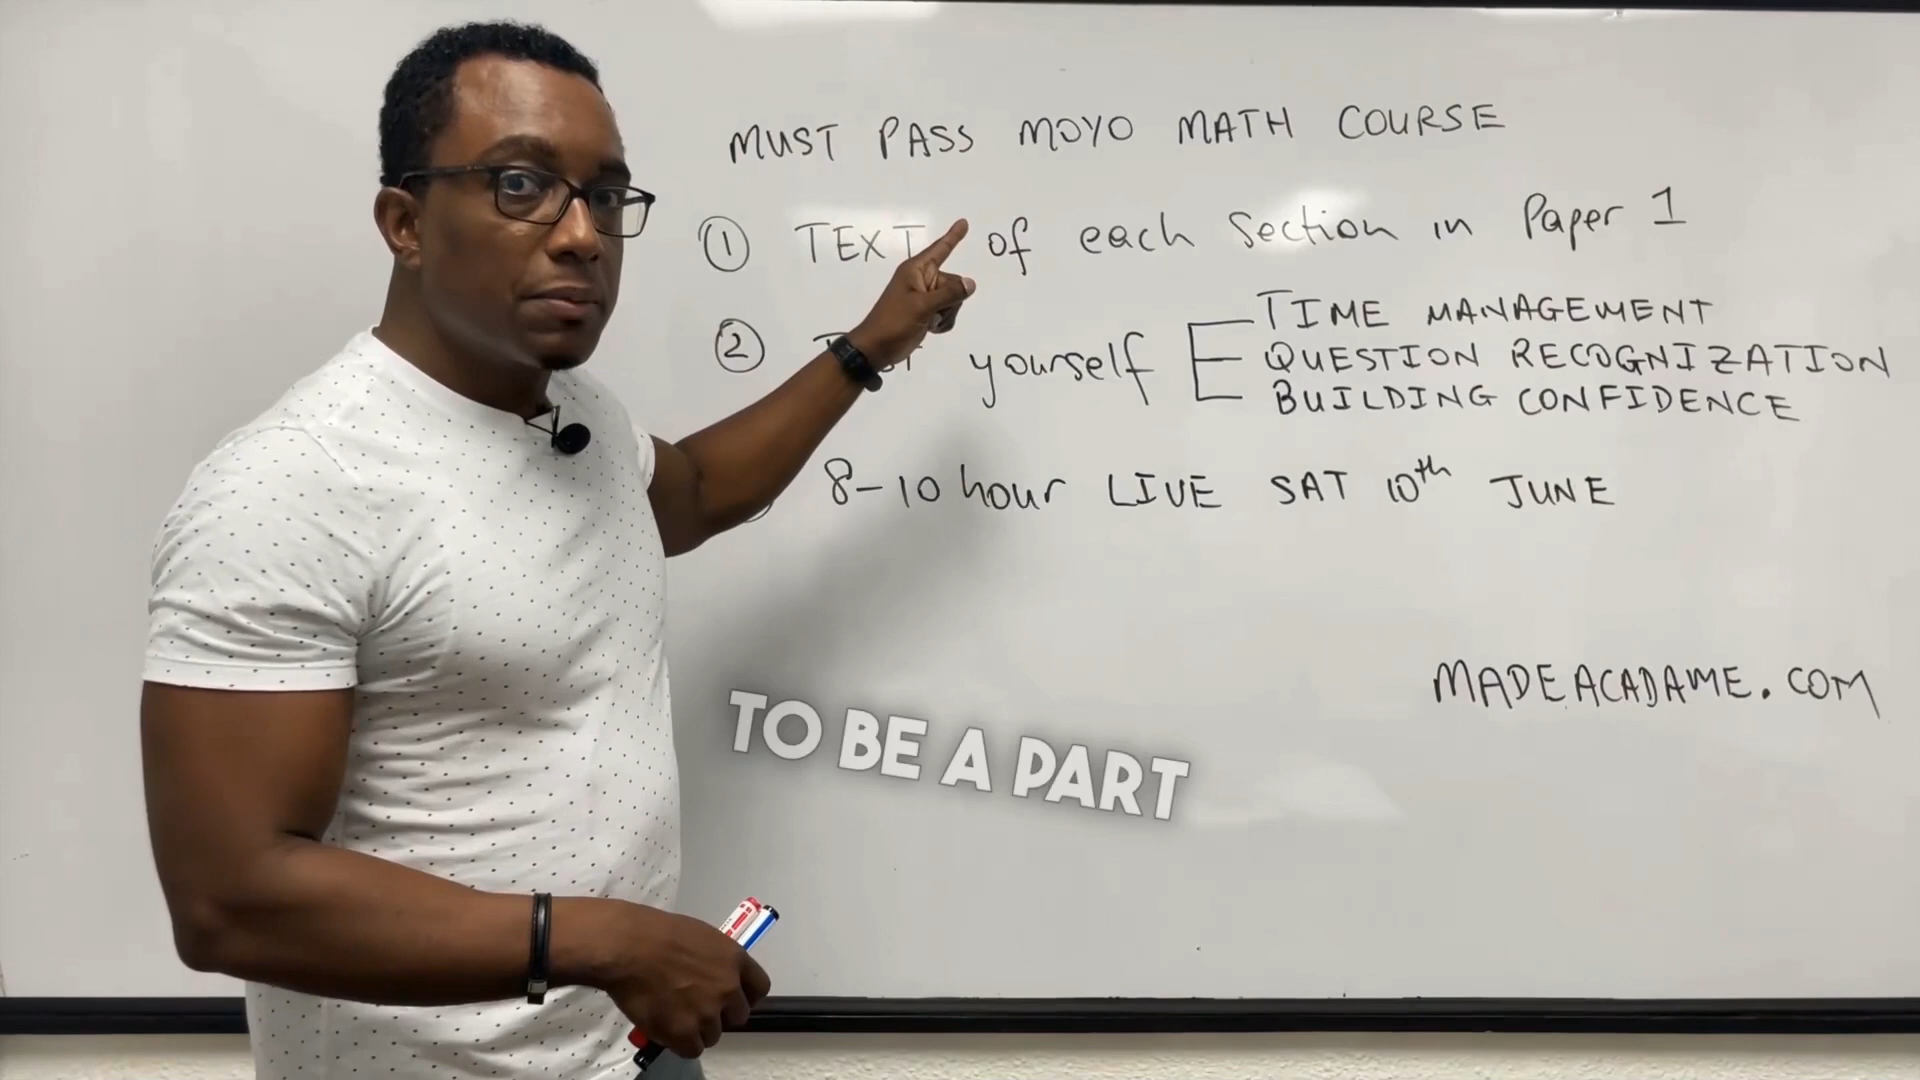 MUST PASS MOYO MATH COURSE
① TEXT of each Section in Paper 1
② yourself
TIME MANAGEMENT
QUESTION RECOGNIZATION
BUILDING CONFIDENCE
8-10 hour LIVE SAT 10th JUNE
MADEACADAME.COM
TO BE A PART